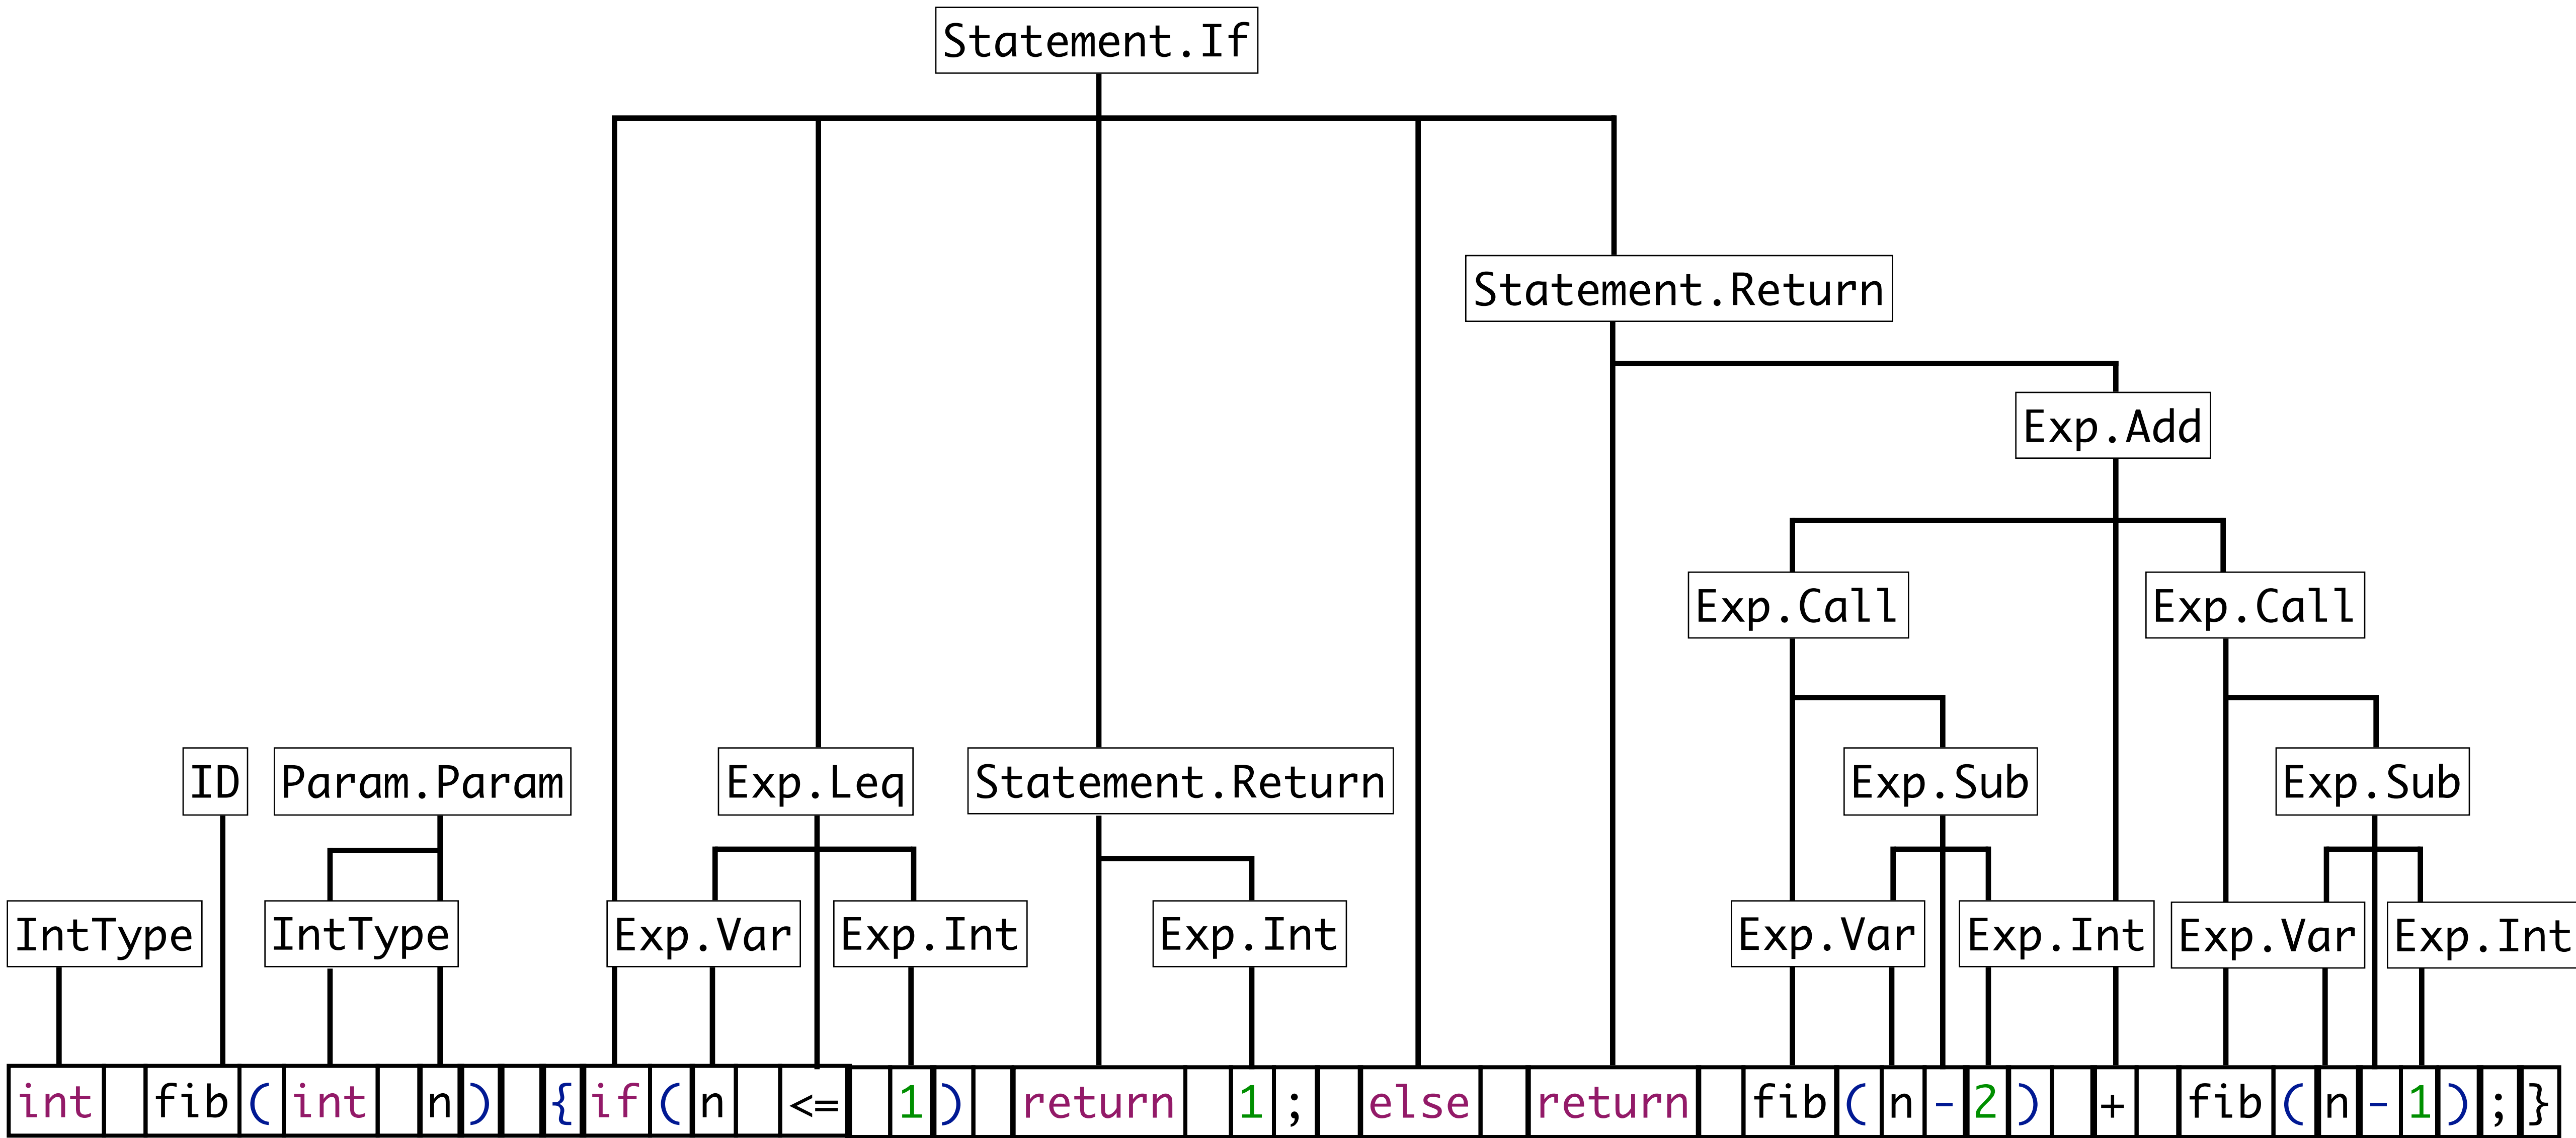 Statement.If
Statement.Return
Exp.Add
Exp.Call Exp.Call
ID Param.Param Exp.Leq Statement.Return Exp.Sub Exp.Sub
IntType IntType Exp.Var Exp.Int Exp.Int Exp.Var Exp.Int Exp.Var Exp.Int
int fib(int n) {if(n <= 1) return 1; else return fib(n-2) + fib(n-1);}